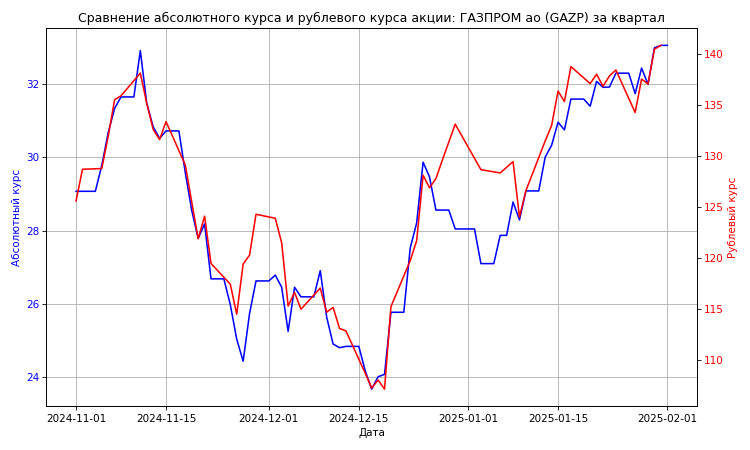 Сравнение абсолютного курса и рублевого курса акции: ГАЗПРОМ ао (GAZP) за квартал
140
32
135
30
130
125
28
120
26
115
24
110
Абсолютный курс
Рублевый курс
2024-11-01 2024-11-15 2024-12-01 2024-12-15 2025-01-01 2025-01-15 2025-02-01
Дата